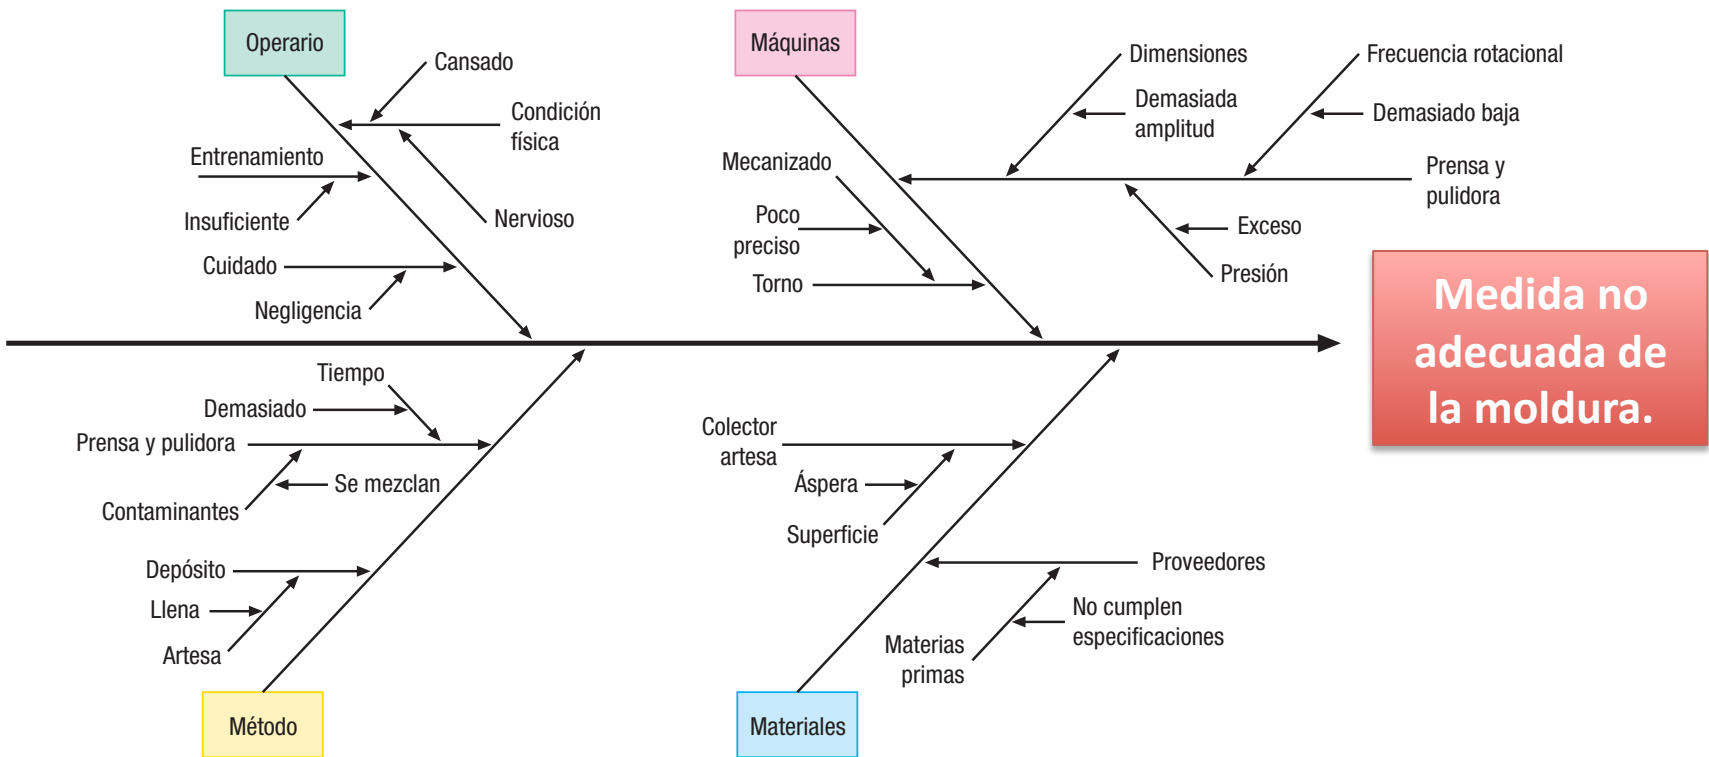 Operario
Cansado
Condición
física
Entrenamiento
Insuficiente
Nervioso
Cuidado
Negligencia
Máquinas
Dimensiones
Demasiada
amplitud
Frecuencia rotacional
Demasiado baja
Mecanizado
Prensa y
pulidora
Poco
preciso
Exceso
Torno
Presión
Medida no
adecuada de
la moldura.
Tiempo
Demasiado
Prensa y pulidora
Se mezclan
Contaminantes
Depósito
Llena
Artesa
Método
Colector
artesa
Áspera
Superficie
Proveedores
No cumplen
especificaciones
Materias
primas
Materiales